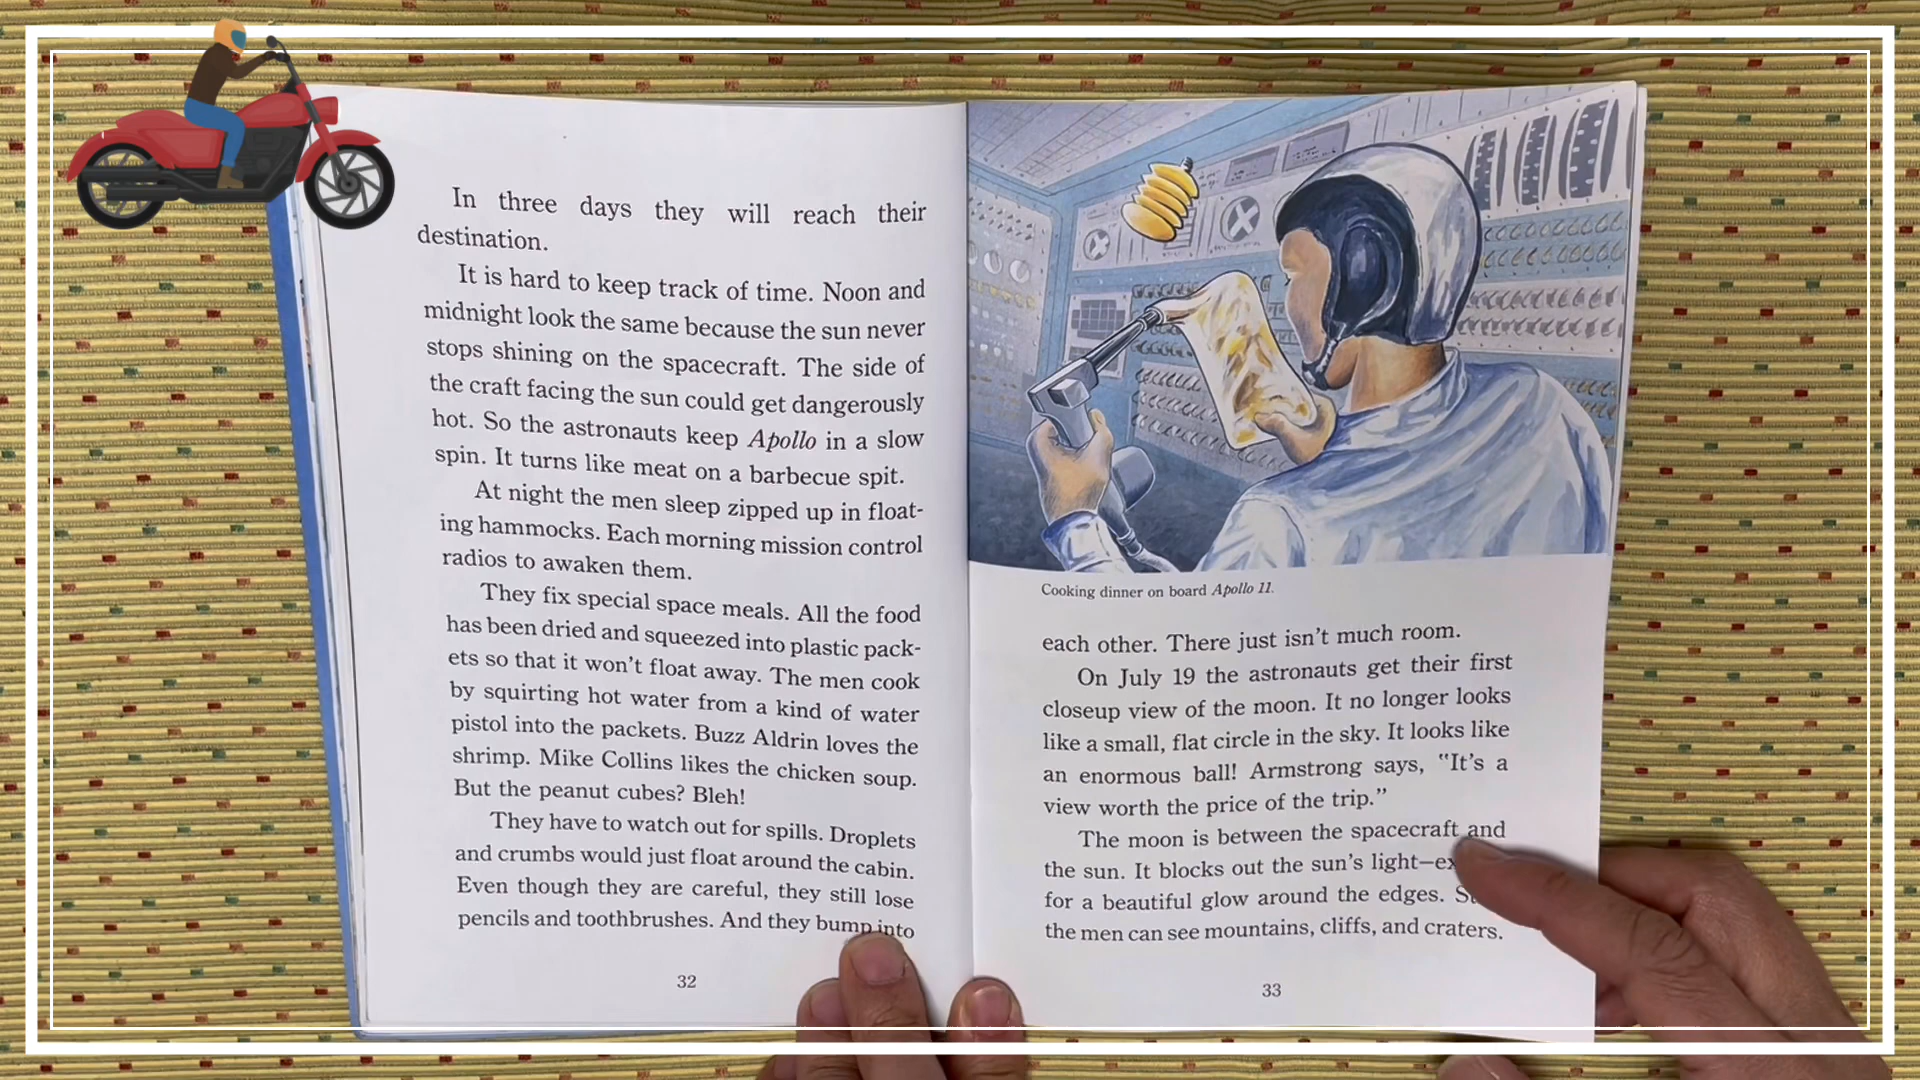 In three days they will reach their
destination.
It is hard to keep track of time. Noon and
midnight look the same because the sun never
stops shining on the spacecraft. The side of
the craft facing the sun could get dangerously
hot. So the astronauts keep Apollo in a slow
spin. It turns like meat on a barbecue spit.
At night the men sleep zipped up in float-
ing hammocks. Each morning mission control
radios to awaken them.
They fix special space meals. All the food
has been dried and squeezed into plastic pack-
ets so that it won't float away. The men cook
by squirting hot water from a kind of water
pistol into the packets. Buzz Aldrin loves the
shrimp. Mike Collins likes the chicken soup.
But the peanut cubes? Bleh!
They have to watch out for spills. Droplets
and crumbs would just float around the cabin.
Even though they are careful, they still lose
pencils and toothbrushes. And they bump into
32
Cooking dinner on board Apollo 11.
each other. There just isn't much room.
On July 19 the astronauts get their first
closeup view of the moon. It no longer looks
like a small, flat circle in the sky. It looks like
an enormous ball! Armstrong says, "It's a
view worth the price of the trip."
The moon is between the spacecraft and
the sun. It blocks out the sun's light—
for a beautiful glow around the edges.
the men can see mountains, cliffs, and craters.
33